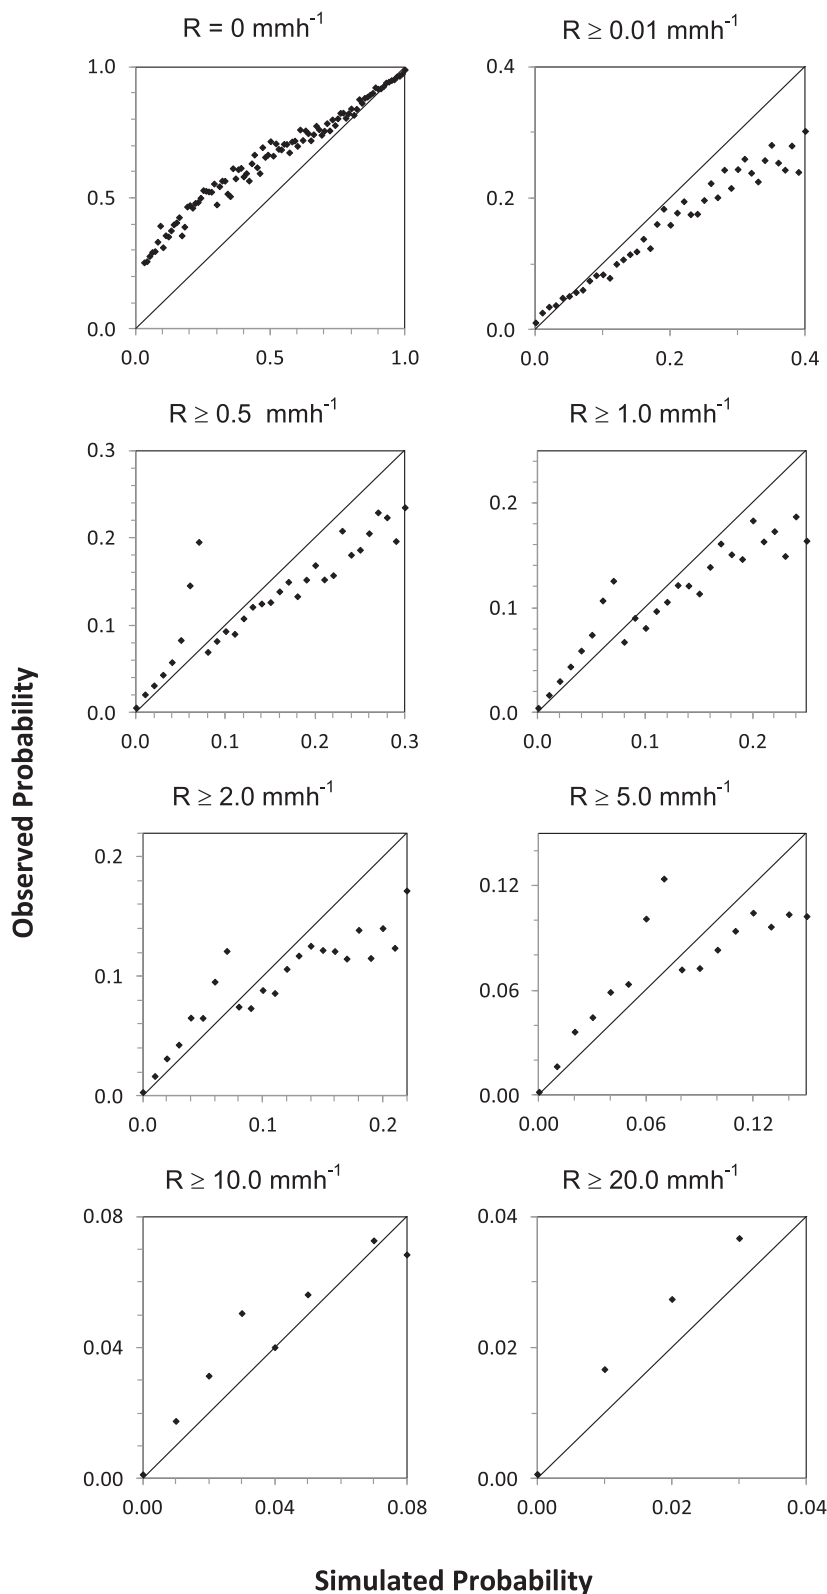 R = 0 mmh-1
R ≥ 0.01 mmh-1
1.0
0.5
0.0
0.0 0.5 1.0
0.4
0.2
0.0
0.0 0.2 0.4
R ≥ 0.5 mmh-1
R ≥ 1.0 mmh-1
0.3
0.2
0.1
0.0
0.0 0.1 0.2 0.3
0.2
0.1
0.0
0.0 0.1 0.2
Observed Probability
R ≥ 2.0 mmh-1
R ≥ 5.0 mmh-1
0.2
0.1
0.0
0.0 0.1 0.2
0.12
0.06
0.00
0.00 0.06 0.12
R ≥ 10.0 mmh-1
R ≥ 20.0 mmh-1
0.08
0.04
0.00
0.00 0.04 0.08
0.04
0.02
0.00
0.00 0.02 0.04
Simulated Probability